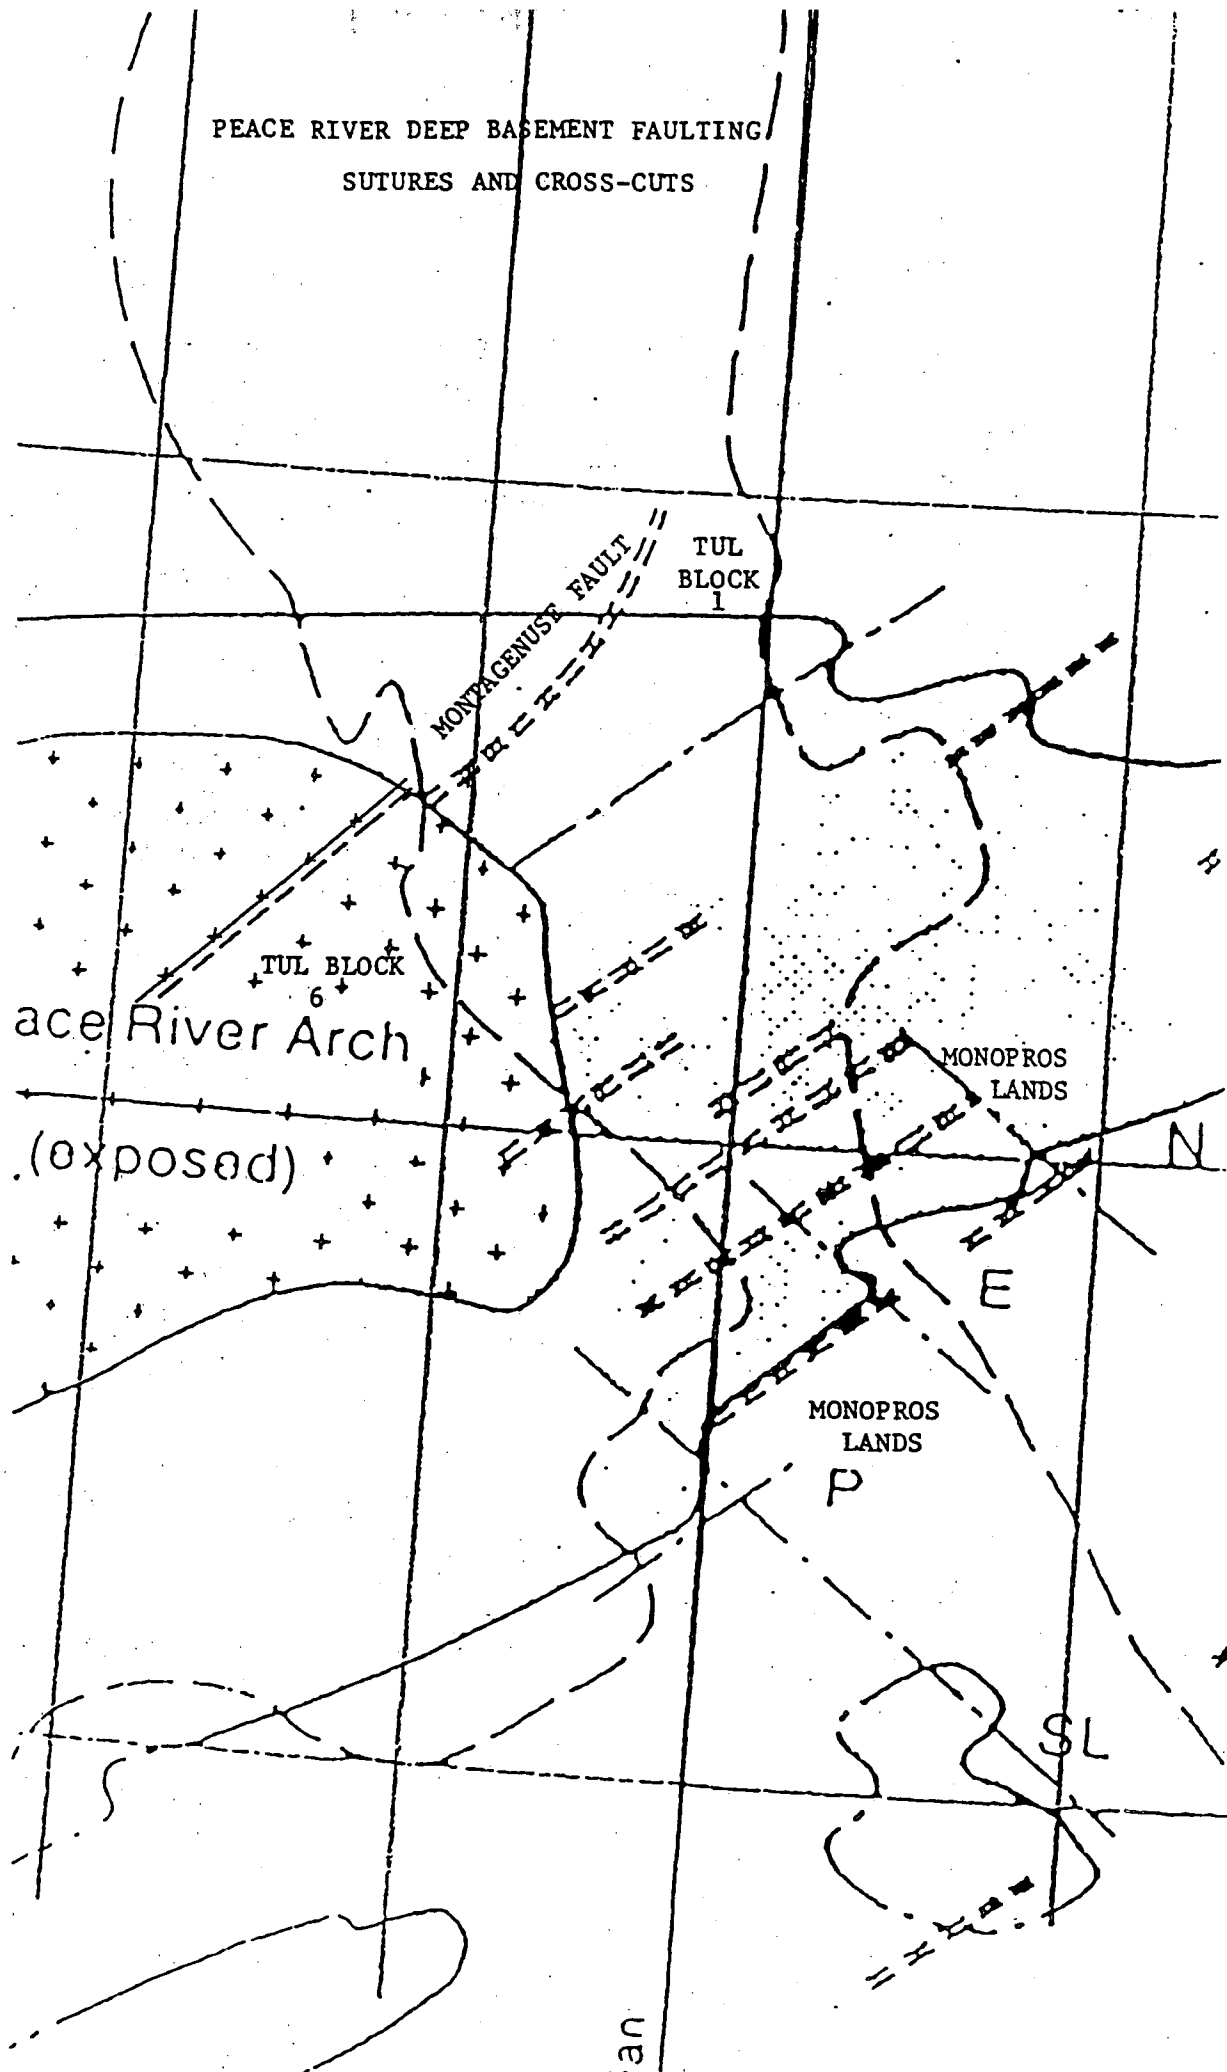 PEACE RIVER DEEP BASEMENT FAULTING
SUTURES AND CROSS-CUTS
MONTAGENUSE FAULT
TUL
BLOCK
1
TUL BLOCK
6
ace River Arch
(exposed)
MONOPROS
LANDS
N
E
MONOPROS
LANDS
P
SL
an